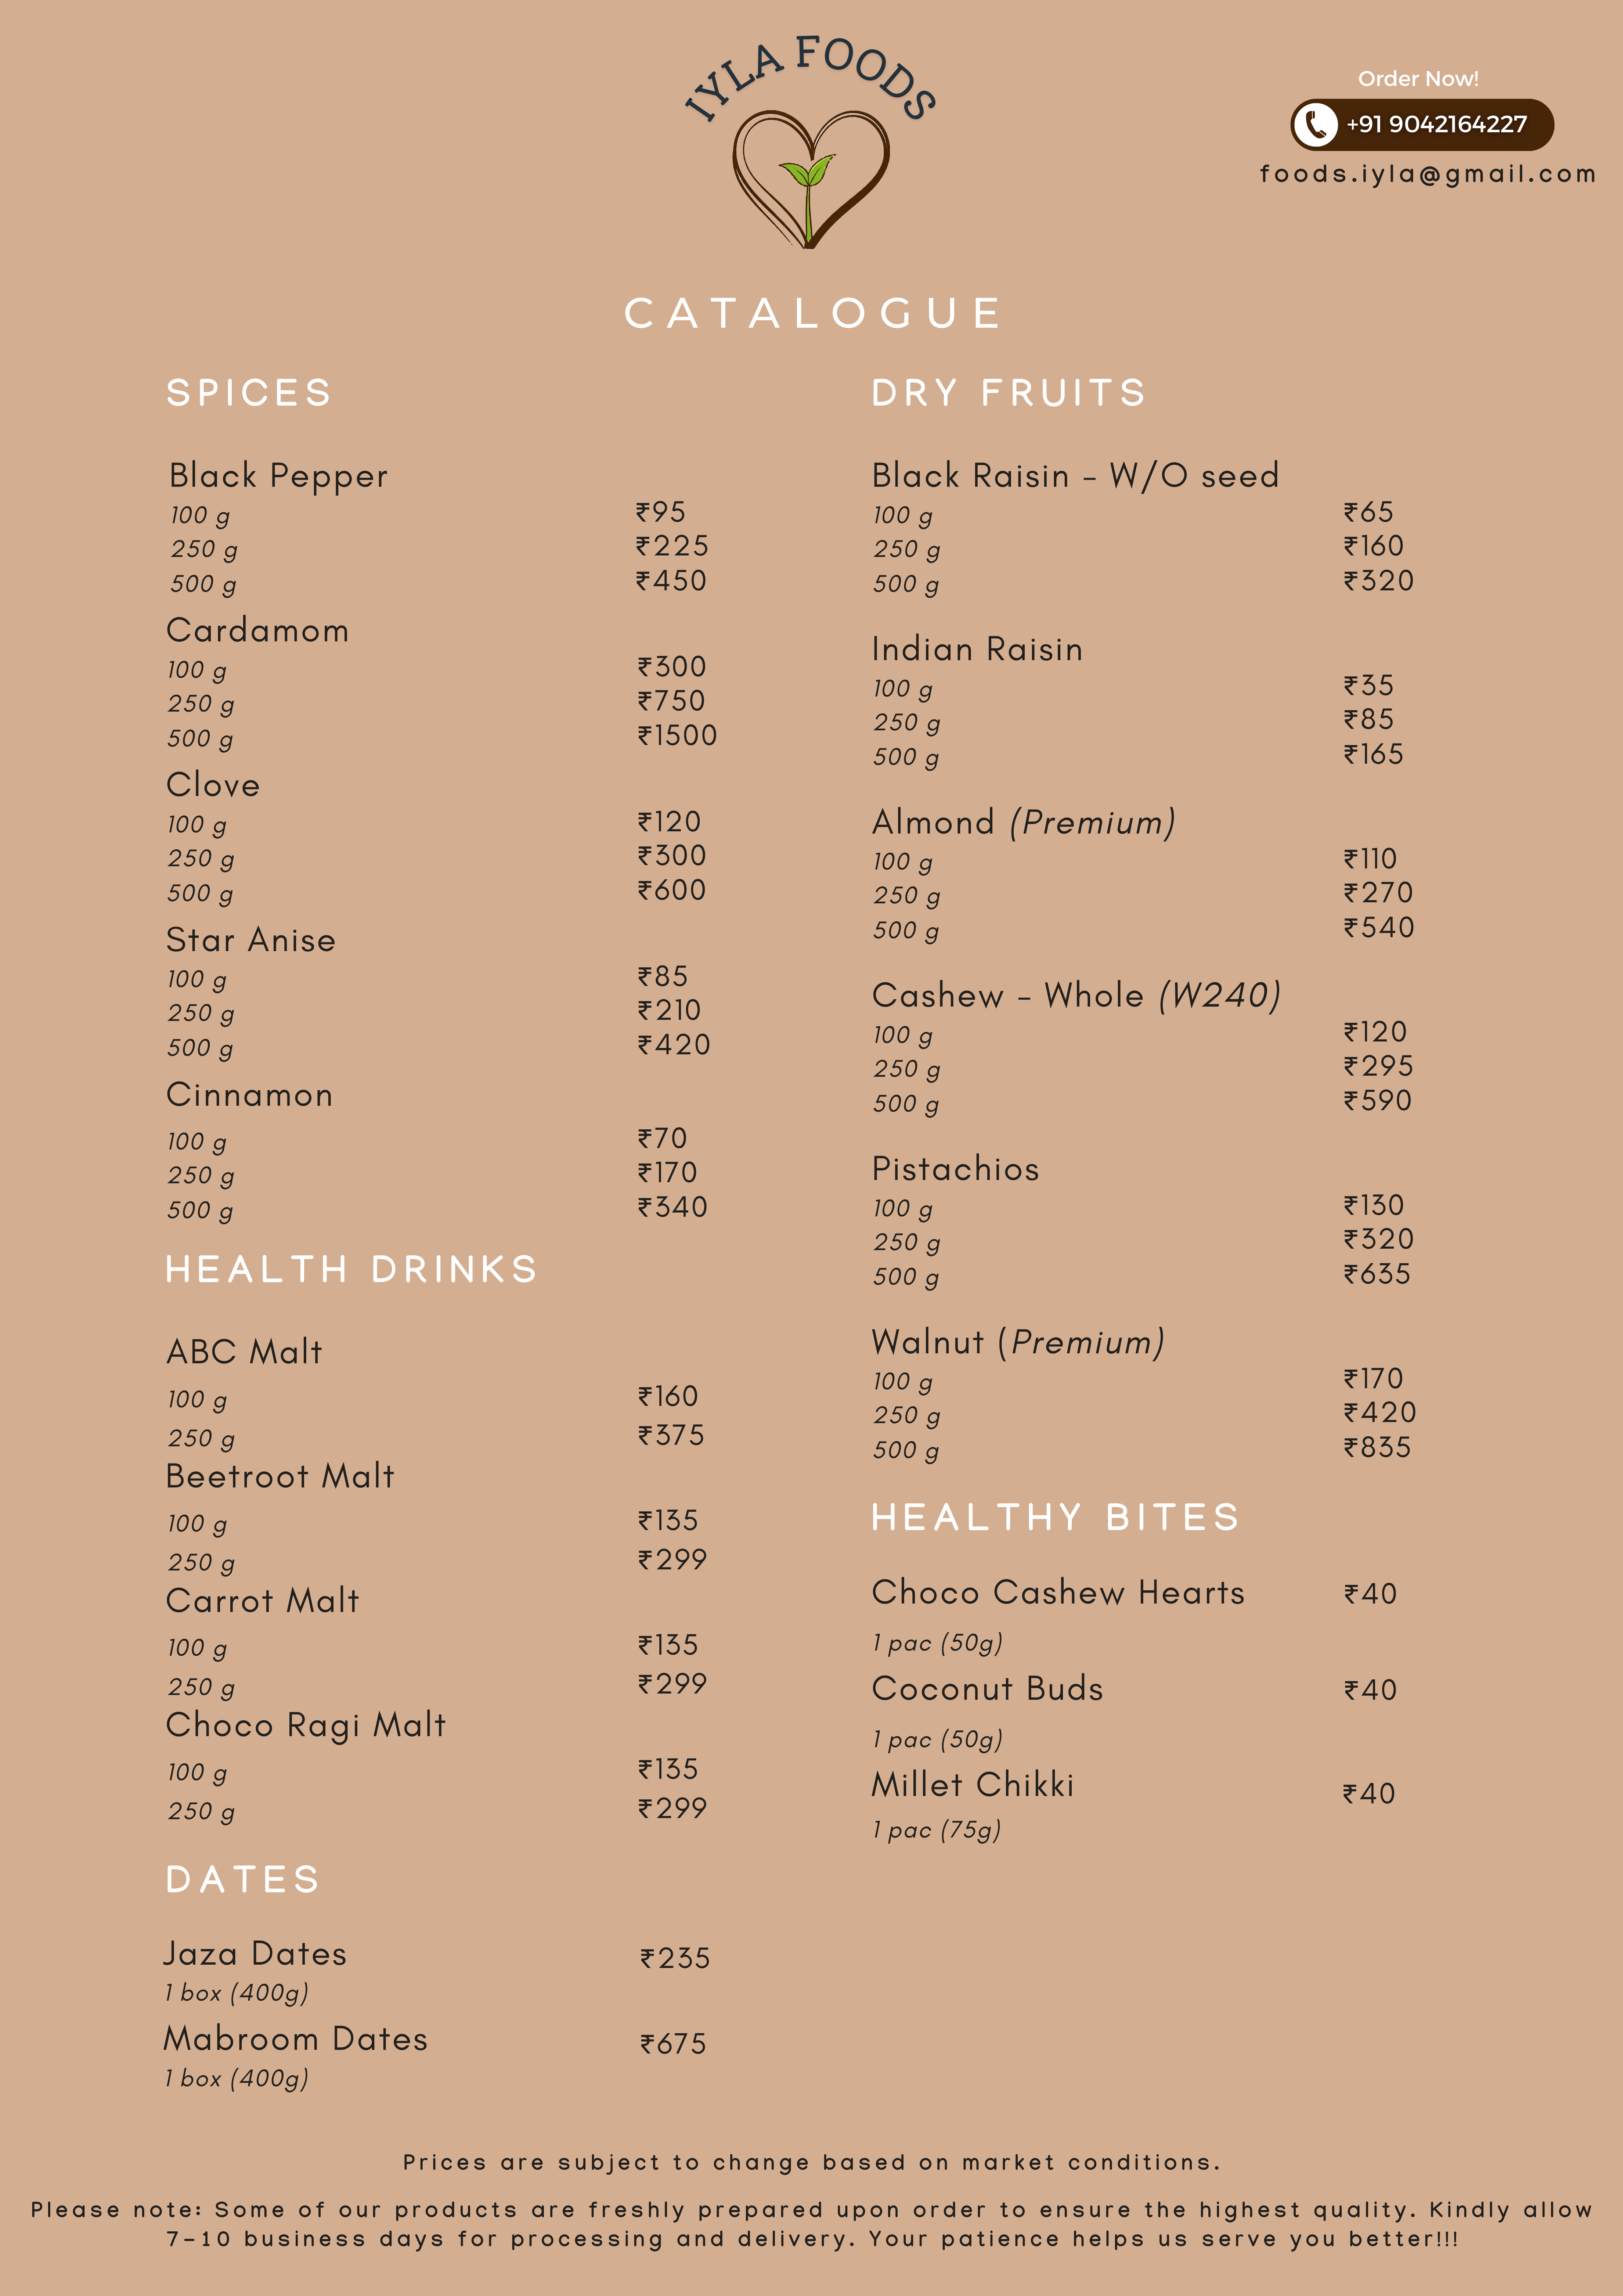 IYLA FOODS
Order Now!
+91 9042164227
foods.iyla@gmail.com
CATALOGUE
SPICES
Black Pepper
100 g ₹95
250 g ₹225
500 g ₹450
Cardamom
100 g ₹300
250 g ₹750
500 g ₹1500
Clove
100 g ₹120
250 g ₹300
500 g ₹600
Star Anise
100 g ₹85
250 g ₹210
500 g ₹420
Cinnamon
100 g ₹70
250 g ₹170
500 g ₹340
HEALTH DRINKS
ABC Malt
100 g ₹160
250 g ₹375
Beetroot Malt
100 g ₹135
250 g ₹299
Carrot Malt
100 g ₹135
250 g ₹299
Choco Ragi Malt
100 g ₹135
250 g ₹299
DATES
Jaza Dates ₹235
1 box (400g)
Mabroom Dates ₹675
1 box (400g)
DRY FRUITS
Black Raisin - W/O seed
100 g ₹65
250 g ₹160
500 g ₹320
Indian Raisin
100 g ₹35
250 g ₹85
500 g ₹165
Almond (Premium)
100 g ₹110
250 g ₹270
500 g ₹540
Cashew - Whole (W240)
100 g ₹120
250 g ₹295
500 g ₹590
Pistachios
100 g ₹130
250 g ₹320
500 g ₹635
Walnut (Premium)
100 g ₹170
250 g ₹420
500 g ₹835
HEALTHY BITES
Choco Cashew Hearts ₹40
1 pac (50g)
Coconut Buds ₹40
1 pac (50g)
Millet Chikki ₹40
1 pac (75g)
Prices are subject to change based on market conditions.
Please note: Some of our products are freshly prepared upon order to ensure the highest quality. Kindly allow
7-10 business days for processing and delivery. Your patience helps us serve you better!!!